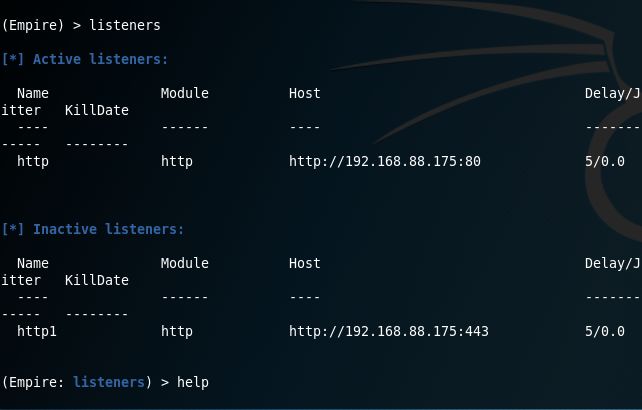 (Empire) > listeners
[*] Active listeners:
  Name              Module          Host                                 Delay/J
itter   KillDate
  ----              ------          ----                                 -------
-----   --------
  http              http            http://192.168.88.175:80             5/0.0
[*] Inactive listeners:
  Name              Module          Host                                 Delay/J
itter   KillDate
  ----              ------          ----                                 -------
-----   --------
  http1             http            http://192.168.88.175:443            5/0.0
(Empire: listeners) > help